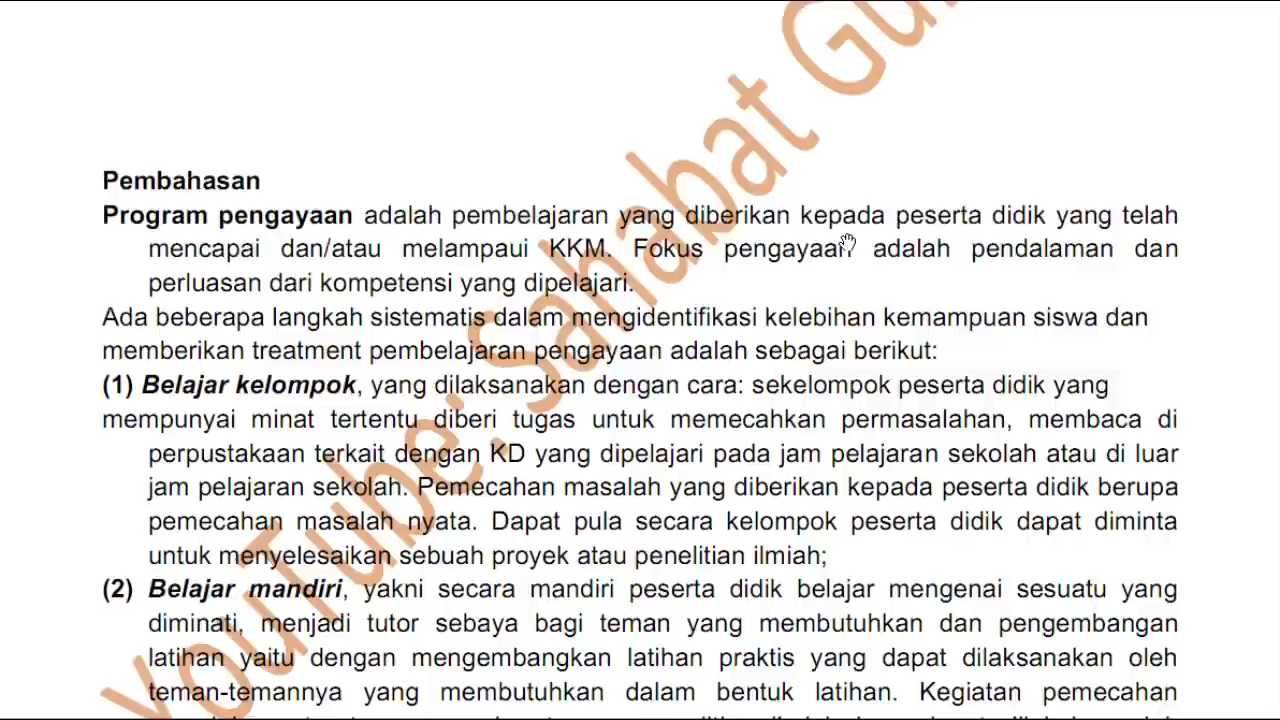 Pembahasan
Program pengayaan adalah pembelajaran yang diberikan kepada peserta didik yang telah
mencapai dan/atau melampaui KKM. Fokus pengayaan adalah pendalaman dan
perluasan dari kompetensi yang dipelajari.
Ada beberapa langkah sistematis dalam mengidentifikasi kelebihan kemampuan siswa dan
memberikan treatment pembelajaran pengayaan adalah sebagai berikut:
(1) Belajar kelompok, yang dilaksanakan dengan cara: sekelompok peserta didik yang
mempunyai minat tertentu diberi tugas untuk memecahkan permasalahan, membaca di
perpustakaan terkait dengan KD yang dipelajari pada jam pelajaran sekolah atau di luar
jam pelajaran sekolah. Pemecahan masalah yang diberikan kepada peserta didik berupa
pemecahan masalah nyata. Dapat pula secara kelompok peserta didik dapat diminta
untuk menyelesaikan sebuah proyek atau penelitian ilmiah;
(2) Belajar mandiri, yakni secara mandiri peserta didik belajar mengenai sesuatu yang
diminati, menjadi tutor sebaya bagi teman yang membutuhkan dan pengembangan
latihan yaitu dengan mengembangkan latihan praktis yang dapat dilaksanakan oleh
teman-temannya yang membutuhkan dalam bentuk latihan. Kegiatan pemecahan
YouTube: Sahabat Gu